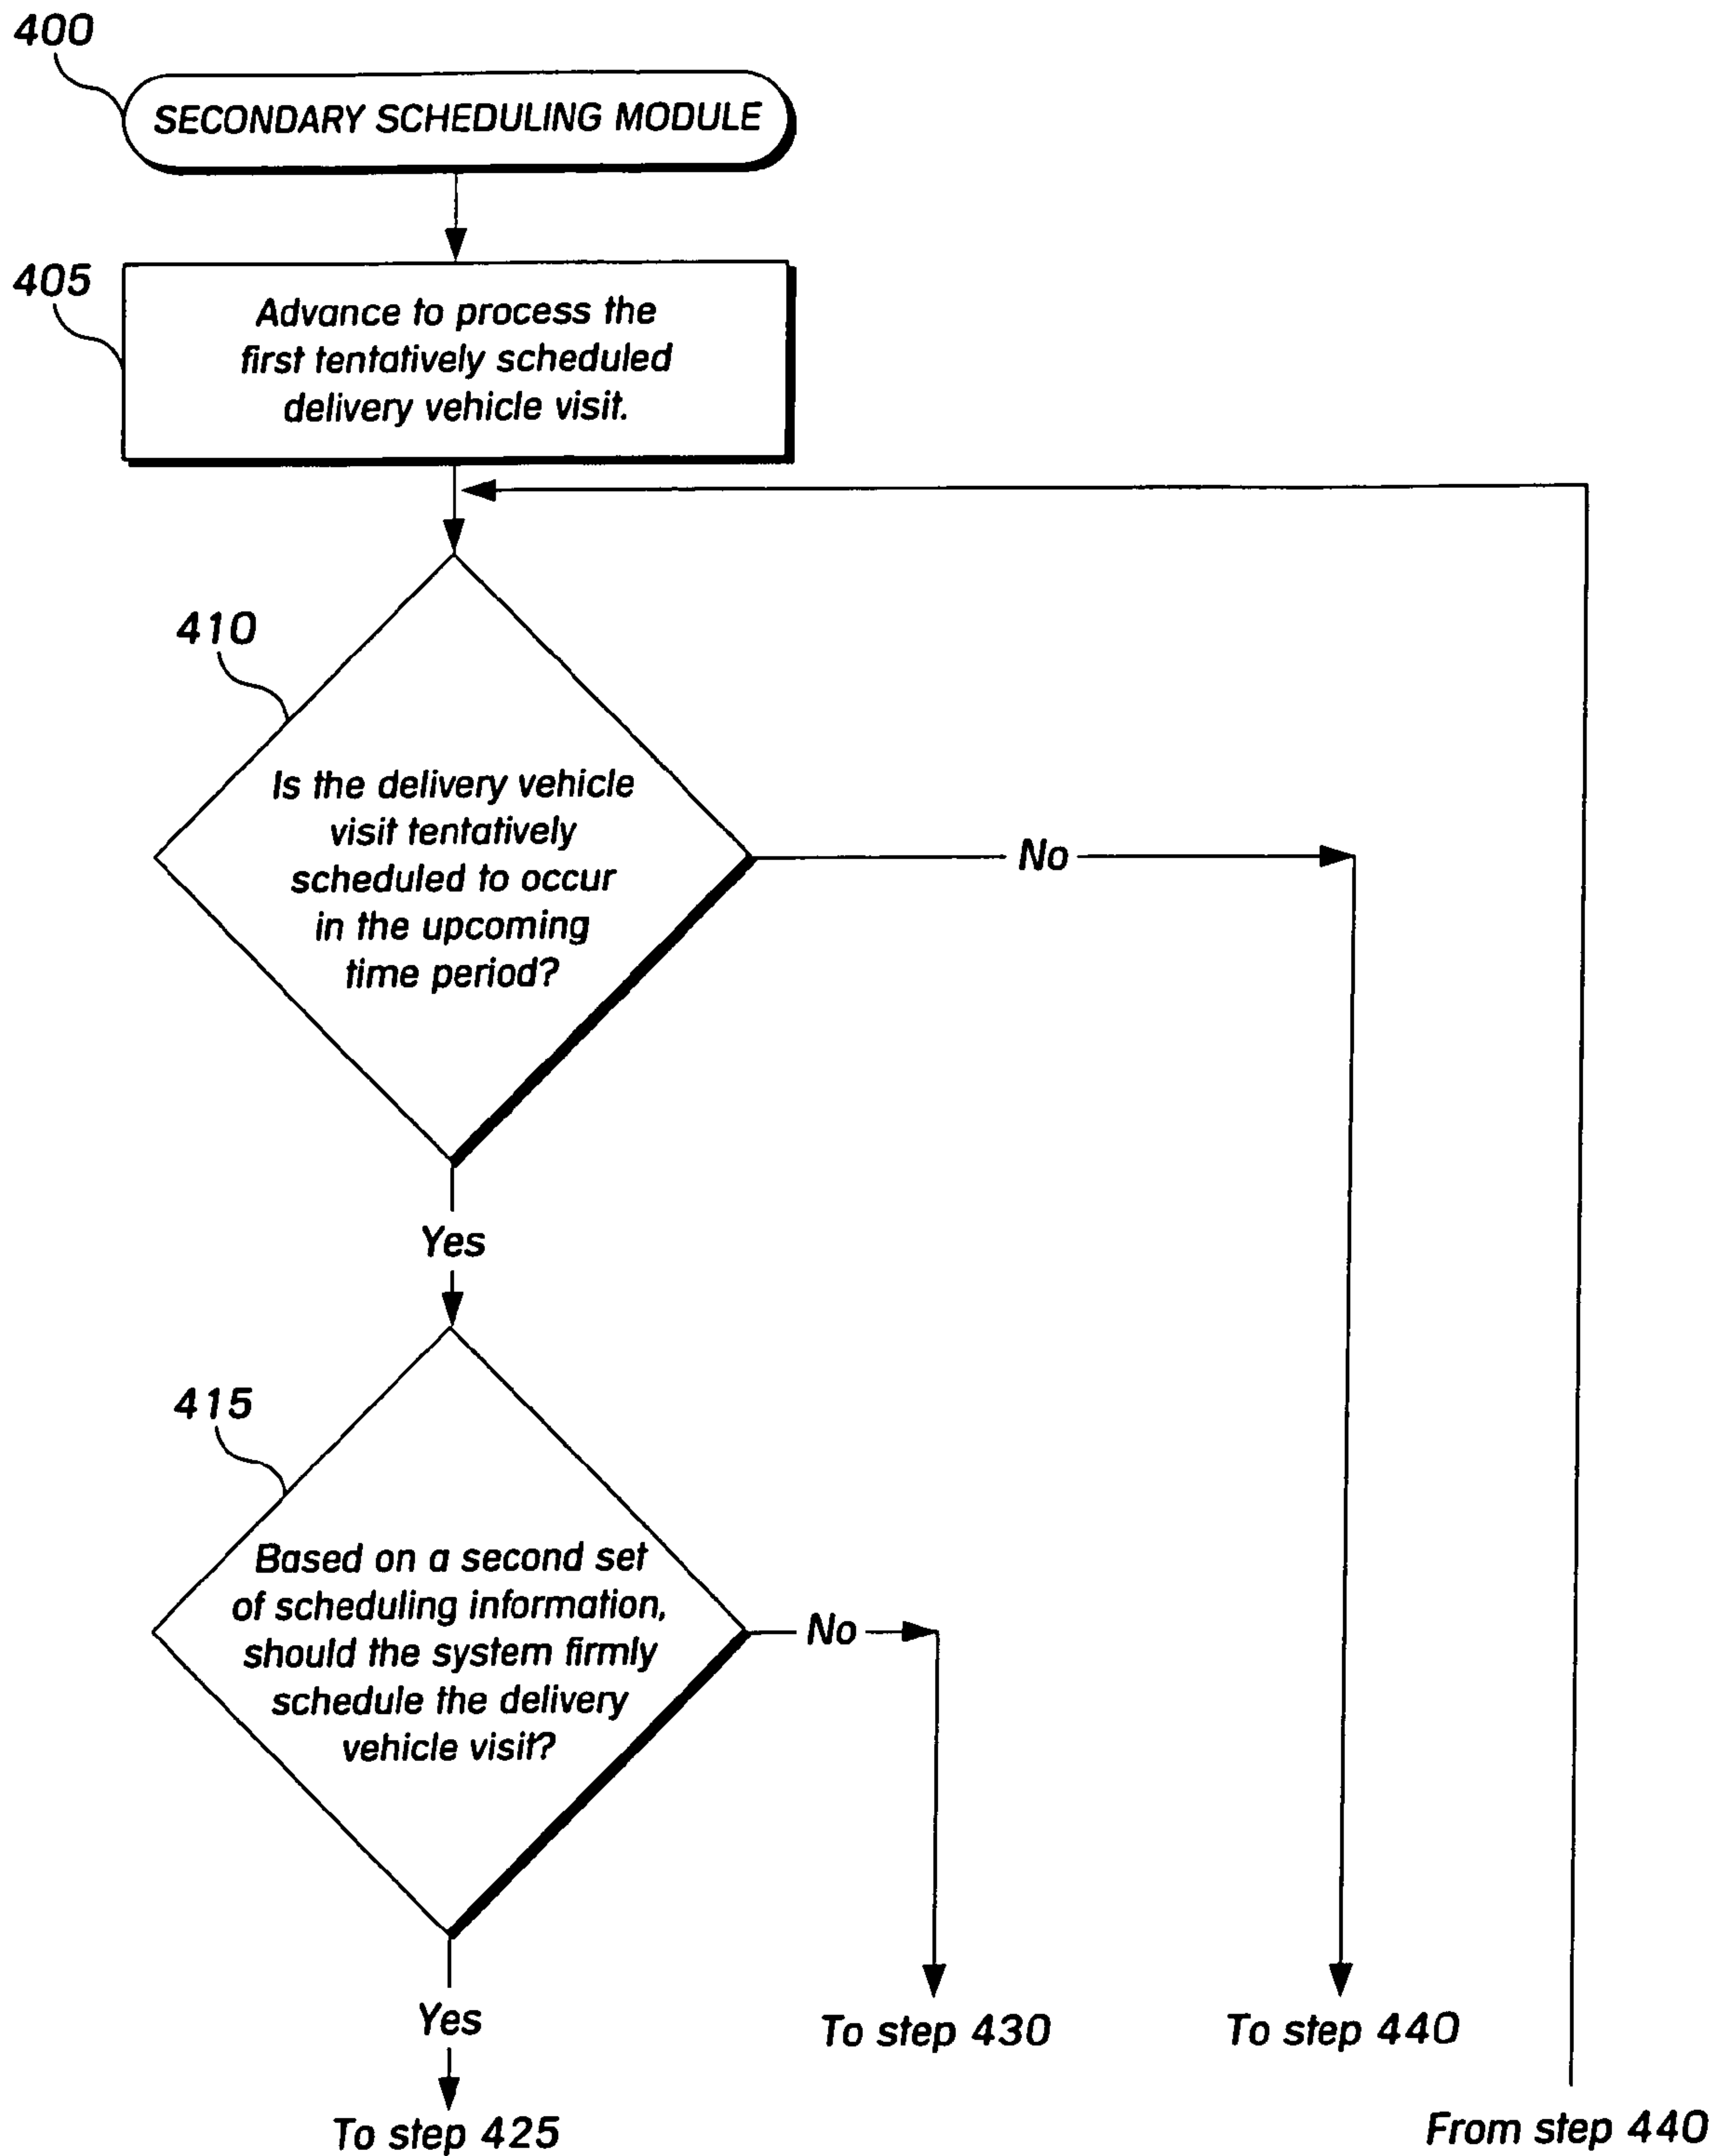 400
SECONDARY SCHEDULING MODULE
405
Advance to process the
first tentatively scheduled
delivery vehicle visit.
410
Is the delivery vehicle
visit tentatively
scheduled to occur
in the upcoming
time period?
No
Yes
415
Based on a second set
of scheduling information,
should the system firmly
schedule the delivery
vehicle visit?
No
Yes
To step 430
To step 440
To step 425
From step 440